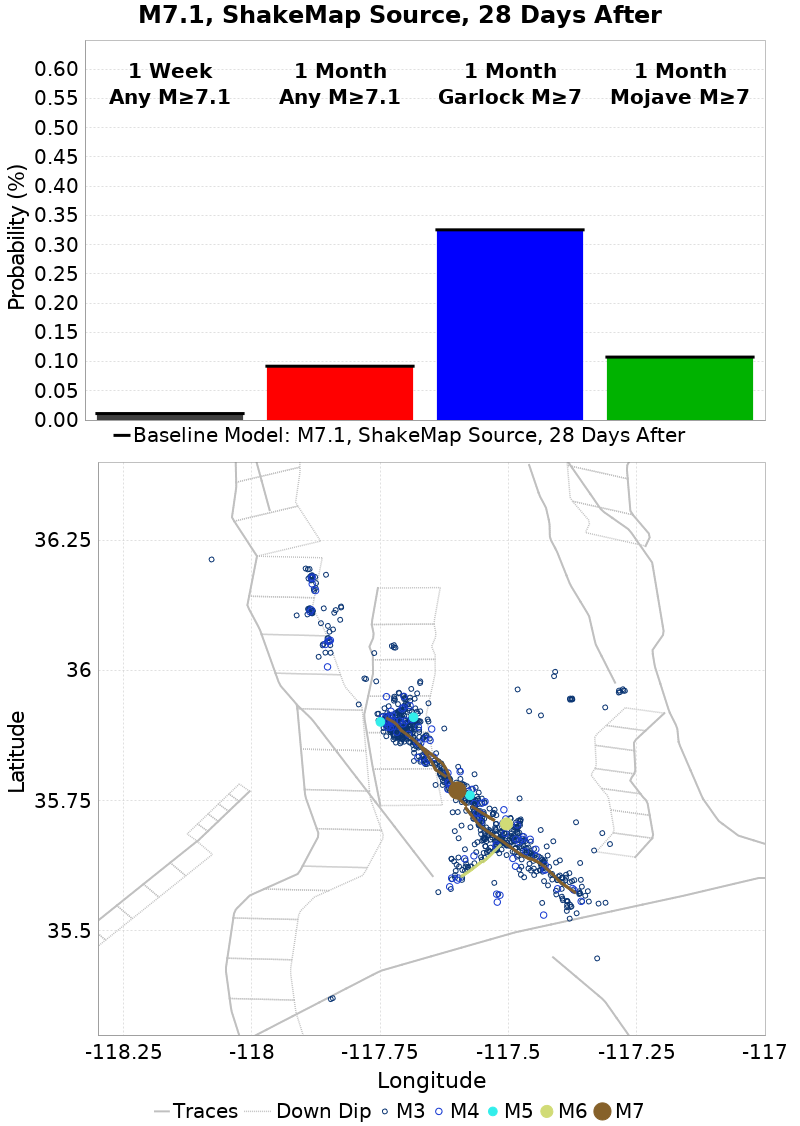 M7.1, ShakeMap Source, 28 Days After
Probability (%)
0.60
0.55
0.50
0.45
0.40
0.35
0.30
0.25
0.20
0.15
0.10
0.05
0.00
1 Week
Any M≥7.1
1 Month
Any M≥7.1
1 Month
Garlock M≥7
1 Month
Mojave M≥7
Baseline Model: M7.1, ShakeMap Source, 28 Days After
Latitude
36.25
36
35.75
35.5
-118.25 -118 -117.75 -117.5 -117.25 -117
Longitude
Traces Down Dip M3 M4 M5 M6 M7